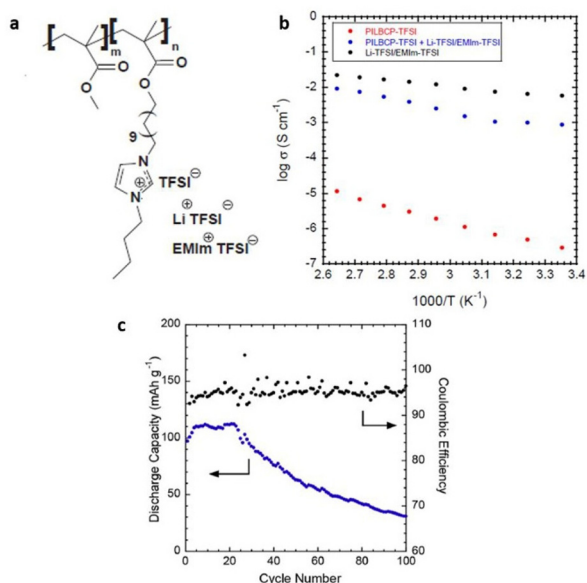 a
[ ]m [ ]n
O
O
O
O
9
N
N
⊕ TFSI⊖
Li⊕ TFSI⊖
EMIm⊕ TFSI⊖
b
PILBCP-TFSI
PILBCP-TFSI + Li-TFSI/EMIm-TFSI
Li-TFSI/EMIm-TFSI
log σ (S cm⁻¹)
0
-1
-2
-3
-4
-5
-6
-7
2.6 2.7 2.8 2.9 3 3.1 3.2 3.3 3.4
1000/T (K⁻¹)
c
Discharge Capacity (mAh g⁻¹)
200
150
100
50
0
110
100
90
80
70
60
Coulombic Efficiency
0 20 40 60 80 100
Cycle Number